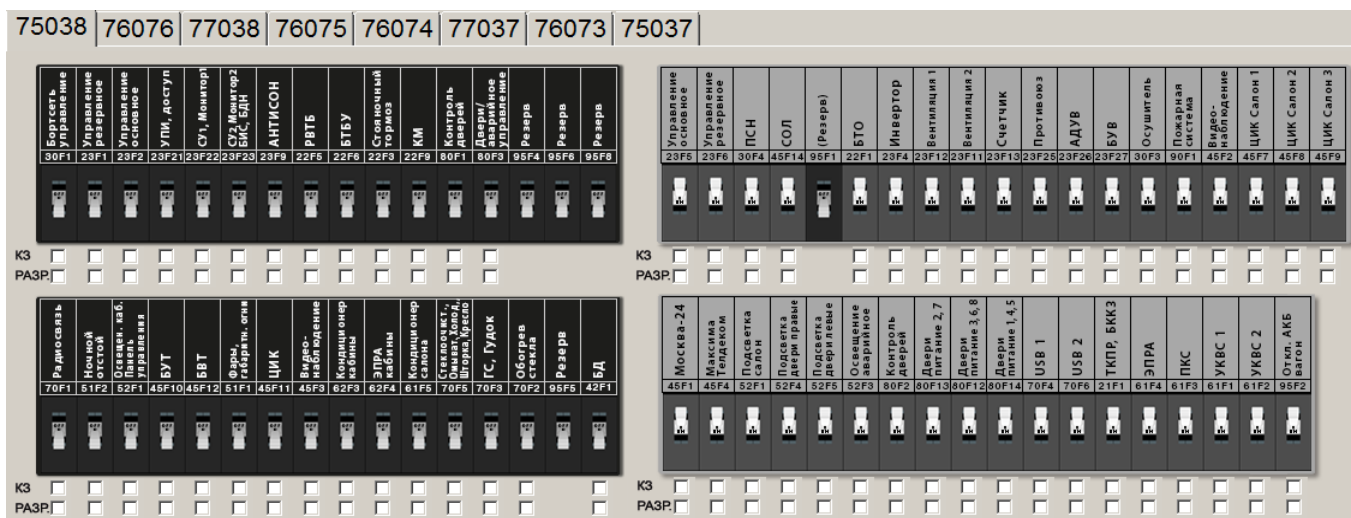 75038 76076 77038 76075 76074 77037 76073 75037
Бортсеть управление
Управление резервное
Управление основное
УПИ, доступ
СУ1, Монитор1
СУ2, Монитор2 БИС, БДН
АНТИСОН
РВТБ
БТБУ
Стояночный тормоз
КМ
Контроль дверей
Двери/ аварийное управление
Резерв
Резерв
Резерв
30F1 23F1 23F2 23F21 23F22 23F23 23F9 22F5 22F6 22F3 22F9 80F1 80F3 95F4 95F6 95F8
КЗ
РАЗР.
Управление основное
Управление резервное
ПСН
СОЛ
(Резерв)
БТО
Инвертор
Вентиляция 1
Вентиляция 2
Счетчик
Противоюз
АДУВ
БУВ
Осушитель
Пожарная система
Видео- наблюдение
ЦИК Салон 1
ЦИК Салон 2
ЦИК Салон 3
23F5 23F6 30F4 45F14 95F1 22F1 23F4 23F12 23F11 23F13 23F25 23F26 23F27 30F3 90F1 45F2 45F7 45F8 45F9
КЗ
РАЗР.
Радиосвязь
Ночной отстой
Освещен. каб. Панель управления
БУТ
БВТ
Фары, габаритн. огни
ЦИК
Видео- наблюдение
Кондиционер кабины
ЭПРА кабины
Кондиционер салона
Стеклоочист., Омыват, Холод, Шторка, Кресло
ГС, Гудок
Обогрев стекла
Резерв
БД
70F1 51F2 52F1 45F10 45F12 51F1 45F11 45F3 62F3 62F4 61F5 70F5 70F3 70F2 95F5 42F1
КЗ
РАЗР.
Москва-24
Максима Телдеком
Подсветка салон
Подсветка двери правые
Подсветка двери левые
Освещение аварийное
Контроль дверей
Двери питание 2, 7
Двери питание 3, 6, 8
Двери питание 1, 4, 5
USB 1
USB 2
ТКПР, БККЗ
ЭПРА
ПКС
УКВС 1
УКВС 2
Откл. АКБ вагон
45F1 45F4 52F1 52F4 52F5 52F3 80F2 80F13 80F12 80F14 70F4 70F6 21F1 61F4 61F3 61F1 61F2 95F2
КЗ
РАЗР.